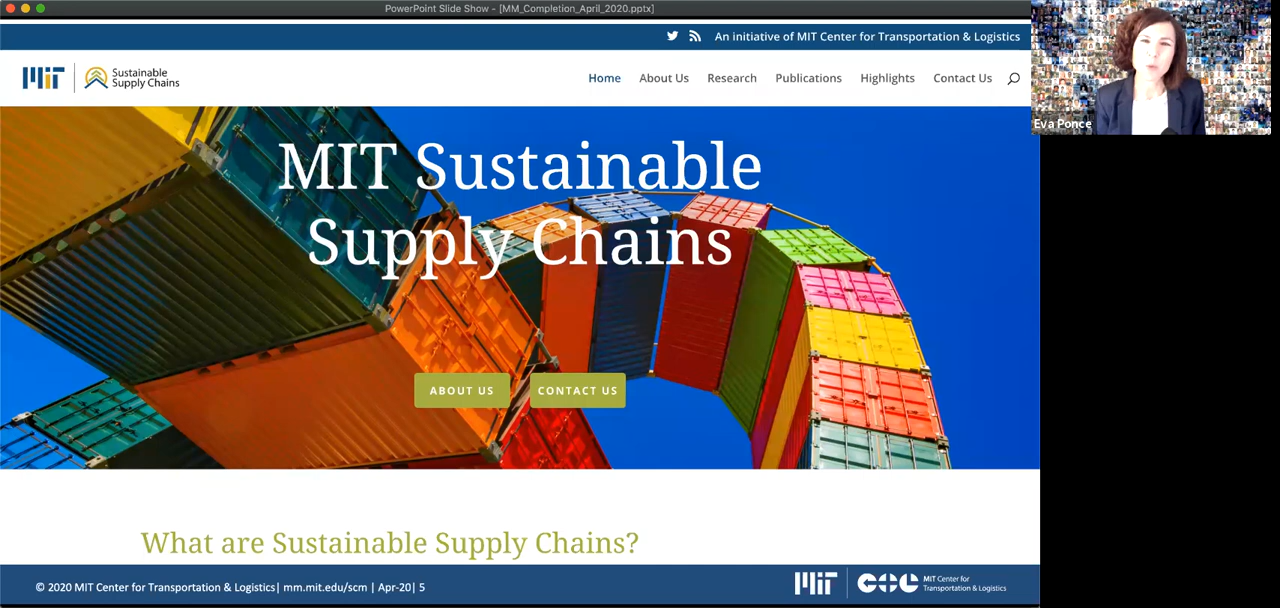 PowerPoint Slide Show - [MM_Completion_April_2020.pptx]
An initiative of MIT Center for Transportation & Logistics
MIT
Sustainable
Supply Chains
Home About Us Research Publications Highlights Contact Us
Eva Ponce
MIT Sustainable
Supply Chains
ABOUT US CONTACT US
What are Sustainable Supply Chains?
© 2020 MIT Center for Transportation & Logistics| mm.mit.edu/scm | Apr-20| 5
MIT
CTL
MIT Center for
Transportation & Logistics